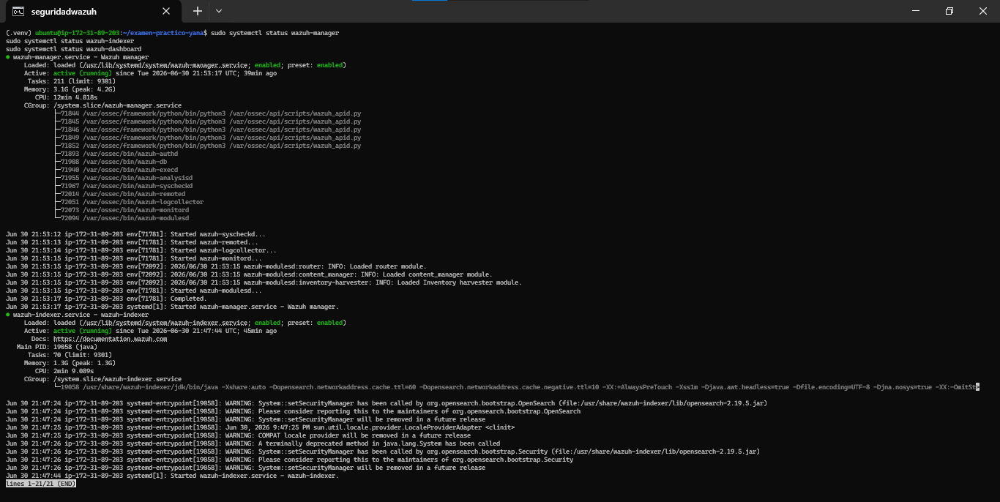 seguridadwazuh
(.venv) ubuntu@ip-172-31-89-203:~/examen-practico-yana$ sudo systemctl status wazuh-manager
sudo systemctl status wazuh-indexer
sudo systemctl status wazuh-dashboard
● wazuh-manager.service - Wazuh manager
     Loaded: loaded (/usr/lib/systemd/system/wazuh-manager.service; enabled; preset: enabled)
     Active: active (running) since Tue 2026-06-30 21:53:17 UTC; 39min ago
      Tasks: 211 (limit: 9301)
     Memory: 3.1G (peak: 4.2G)
        CPU: 12min 4.818s
     CGroup: /system.slice/wazuh-manager.service
             ├─71844 /var/ossec/framework/python/bin/python3 /var/ossec/api/scripts/wazuh_apid.py
             ├─71845 /var/ossec/framework/python/bin/python3 /var/ossec/api/scripts/wazuh_apid.py
             ├─71846 /var/ossec/framework/python/bin/python3 /var/ossec/api/scripts/wazuh_apid.py
             ├─71849 /var/ossec/framework/python/bin/python3 /var/ossec/api/scripts/wazuh_apid.py
             ├─71852 /var/ossec/framework/python/bin/python3 /var/ossec/api/scripts/wazuh_apid.py
             ├─71893 /var/ossec/bin/wazuh-authd
             ├─71908 /var/ossec/bin/wazuh-db
             ├─71940 /var/ossec/bin/wazuh-execd
             ├─71955 /var/ossec/bin/wazuh-analysisd
             ├─71967 /var/ossec/bin/wazuh-syscheckd
             ├─72014 /var/ossec/bin/wazuh-remoted
             ├─72051 /var/ossec/bin/wazuh-logcollector
             ├─72073 /var/ossec/bin/wazuh-monitord
             └─72094 /var/ossec/bin/wazuh-modulesd
Jun 30 21:53:12 ip-172-31-89-203 env[71781]: Started wazuh-syscheckd...
Jun 30 21:53:13 ip-172-31-89-203 env[71781]: Started wazuh-remoted...
Jun 30 21:53:14 ip-172-31-89-203 env[71781]: Started wazuh-logcollector...
Jun 30 21:53:15 ip-172-31-89-203 env[71781]: Started wazuh-monitord...
Jun 30 21:53:15 ip-172-31-89-203 env[72092]: 2026/06/30 21:53:15 wazuh-modulesd:router: INFO: Loaded router module.
Jun 30 21:53:15 ip-172-31-89-203 env[72092]: 2026/06/30 21:53:15 wazuh-modulesd:content_manager: INFO: Loaded content_manager module.
Jun 30 21:53:15 ip-172-31-89-203 env[72092]: 2026/06/30 21:53:15 wazuh-modulesd:inventory-harvester: INFO: Loaded Inventory harvester module.
Jun 30 21:53:15 ip-172-31-89-203 env[71781]: Started wazuh-modulesd...
Jun 30 21:53:17 ip-172-31-89-203 env[71781]: Completed.
Jun 30 21:53:17 ip-172-31-89-203 systemd[1]: Started wazuh-manager.service - Wazuh manager.
● wazuh-indexer.service - wazuh-indexer
     Loaded: loaded (/usr/lib/systemd/system/wazuh-indexer.service; enabled; preset: enabled)
     Active: active (running) since Tue 2026-06-30 21:47:44 UTC; 45min ago
       Docs: https://documentation.wazuh.com
   Main PID: 19058 (java)
      Tasks: 70 (limit: 9301)
     Memory: 1.3G (peak: 1.3G)
        CPU: 2min 9.089s
     CGroup: /system.slice/wazuh-indexer.service
             └─19058 /usr/share/wazuh-indexer/jdk/bin/java -Xshare:auto -Dopensearch.networkaddress.cache.ttl=60 -Dopensearch.networkaddress.cache.negative.ttl=10 -XX:+AlwaysPreTouch -Xss1m -Djava.awt.headless=true -Dfile.encoding=UTF-8 -Djna.nosys=true -XX:-OmitSt>
Jun 30 21:47:24 ip-172-31-89-203 systemd-entrypoint[19058]: WARNING: System::setSecurityManager has been called by org.opensearch.bootstrap.OpenSearch (file:/usr/share/wazuh-indexer/lib/opensearch-2.19.5.jar)
Jun 30 21:47:24 ip-172-31-89-203 systemd-entrypoint[19058]: WARNING: Please consider reporting this to the maintainers of org.opensearch.bootstrap.OpenSearch
Jun 30 21:47:24 ip-172-31-89-203 systemd-entrypoint[19058]: WARNING: System::setSecurityManager will be removed in a future release
Jun 30 21:47:25 ip-172-31-89-203 systemd-entrypoint[19058]: Jun 30, 2026 9:47:25 PM sun.util.locale.provider.LocaleProviderAdapter <clinit>
Jun 30 21:47:25 ip-172-31-89-203 systemd-entrypoint[19058]: WARNING: COMPAT locale provider will be removed in a future release
Jun 30 21:47:26 ip-172-31-89-203 systemd-entrypoint[19058]: WARNING: A terminally deprecated method in java.lang.System has been called
Jun 30 21:47:26 ip-172-31-89-203 systemd-entrypoint[19058]: WARNING: System::setSecurityManager has been called by org.opensearch.bootstrap.Security (file:/usr/share/wazuh-indexer/lib/opensearch-2.19.5.jar)
Jun 30 21:47:26 ip-172-31-89-203 systemd-entrypoint[19058]: WARNING: Please consider reporting this to the maintainers of org.opensearch.bootstrap.Security
Jun 30 21:47:26 ip-172-31-89-203 systemd-entrypoint[19058]: WARNING: System::setSecurityManager will be removed in a future release
Jun 30 21:47:44 ip-172-31-89-203 systemd[1]: Started wazuh-indexer.service - wazuh-indexer.
lines 1-21/21 (END)